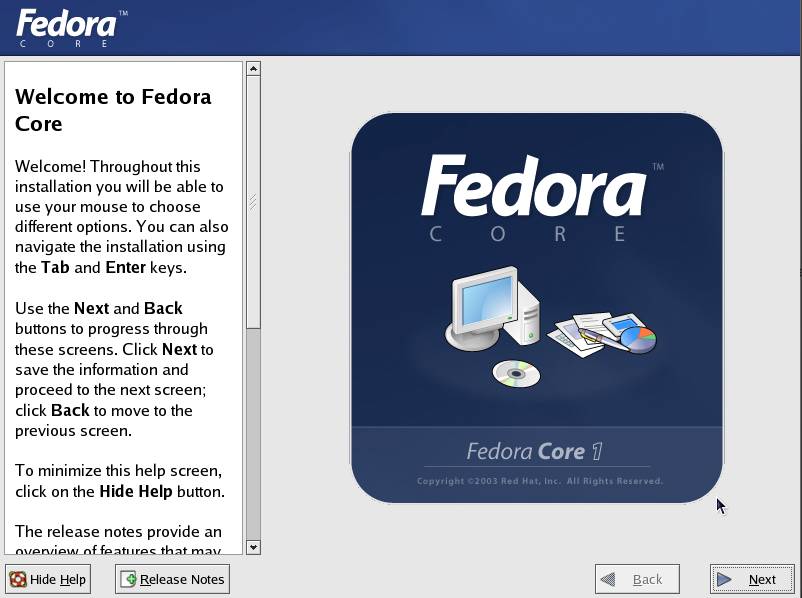 Fedora™
CORE
Welcome to Fedora
Core
Welcome! Throughout this
installation you will be able to
use your mouse to choose
different options. You can also
navigate the installation using
the Tab and Enter keys.
Use the Next and Back
buttons to progress through
these screens. Click Next to
save the information and
proceed to the next screen;
click Back to move to the
previous screen.
To minimize this help screen,
click on the Hide Help button.
The release notes provide an
overview of features that may
Fedora™
CORE
Fedora Core 1
Copyright ©2003 Red Hat, Inc. All Rights Reserved.
Hide Help
Release Notes
Back
Next